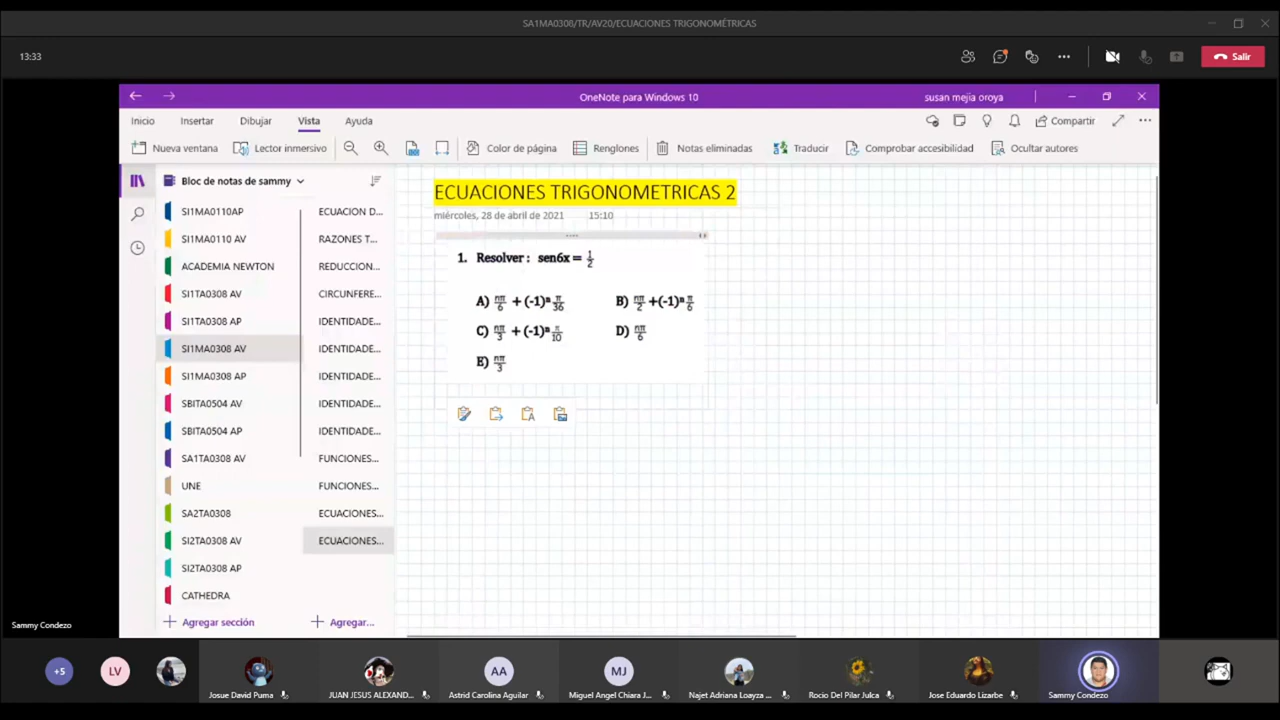 SA1MA0308/TR/AV20/ECUACIONES TRIGONOMÉTRICAS
13:33
Salir
OneNote para Windows 10
susan mejia oroya
Inicio
Insertar
Dibujar
Vista
Ayuda
Compartir
Nueva ventana
Lector inmersivo
Color de página
Renglones
Notas eliminadas
Traducir
Comprobar accesibilidad
Ocultar autores
Bloc de notas de sammy
SI1MA0110AP
SI1MA0110 AV
ACADEMIA NEWTON
SI1TA0308 AV
SI1TA0308 AP
SI1MA0308 AV
SI1MA0308 AP
SBITA0504 AV
SBITA0504 AP
SA1TA0308 AV
UNE
SA2TA0308
SI2TA0308 AV
SI2TA0308 AP
CATHEDRA
Agregar sección
ECUACION D...
RAZONES T...
REDUCCION...
CIRCUNFERE...
IDENTIDADE...
IDENTIDADE...
IDENTIDADE...
IDENTIDADE...
IDENTIDADE...
FUNCIONES...
FUNCIONES...
ECUACIONES...
ECUACIONES...
Agregar...
ECUACIONES TRIGONOMETRICAS 2
miércoles, 28 de abril de 2021 15:10
1. Resolver : sen6x = 1/2
A) nπ/6 + (-1)ⁿ π/36 B) nπ/2 +(-1)ⁿ π/6
C) nπ/3 + (-1)ⁿ π/10 D) nπ/6
E) nπ/3
Sammy Condezo
+5
LV
AA
MJ
Josue David Puma
JUAN JESUS ALEXAND...
Astrid Carolina Aguilar
Miguel Angel Chiara J...
Najet Adriana Loayza ...
Rocio Del Pilar Julca
Jose Eduardo Lizarbe
Sammy Condezo